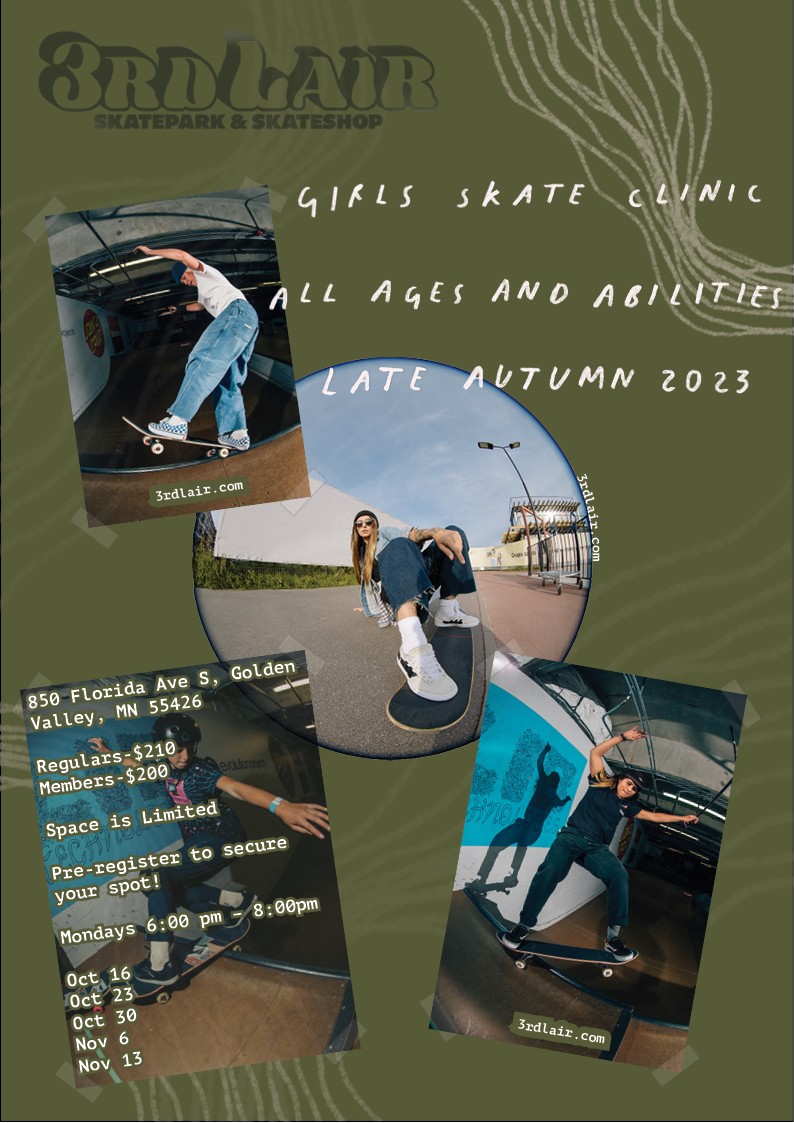 3RD LAIR
SKATEPARK & SKATESHOP
GIRLS SKATE CLINIC
ALL AGES AND ABILITIES
LATE AUTUMN 2023
3rdlair.com
3rdlair.com
850 Florida Ave S, Golden
Valley, MN 55426
Regulars-$210
Members-$200
Space is Limited
Pre-register to secure
your spot!
Mondays 6:00 pm - 8:00pm
Oct 16
Oct 23
Oct 30
Nov 6
Nov 13
3rdlair.com